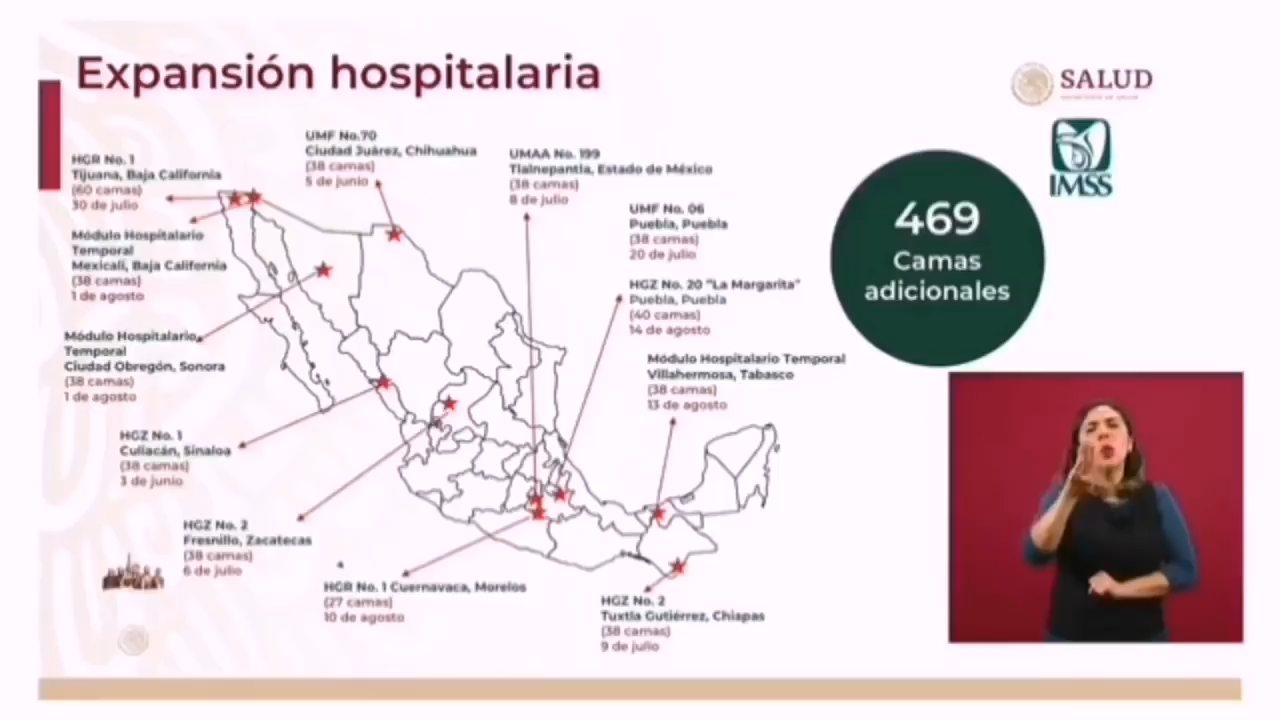 Expansión hospitalaria
SALUD
IMSS
469
Camas
adicionales
HGR No. 1
Tijuana, Baja California
(60 camas)
30 de julio
Módulo Hospitalario
Temporal
Mexicali, Baja California
(38 camas)
1 de agosto
Módulo Hospitalario
Temporal
Ciudad Obregón, Sonora
(38 camas)
1 de agosto
HGZ No. 1
Culiacán, Sinaloa
(38 camas)
3 de junio
HGZ No. 2
Fresnillo, Zacatecas
(38 camas)
6 de julio
HGR No. 1 Cuernavaca, Morelos
(27 camas)
10 de agosto
UMF No.70
Ciudad Juárez, Chihuahua
(38 camas)
5 de junio
UMAA No. 199
Tlalnepantla, Estado de México
(38 camas)
8 de julio
UMF No. 06
Puebla, Puebla
(38 camas)
20 de julio
HGZ No. 20 "La Margarita"
Puebla, Puebla
(40 camas)
14 de agosto
Módulo Hospitalario Temporal
Villahermosa, Tabasco
(38 camas)
13 de agosto
HGZ No. 2
Tuxtla Gutiérrez, Chiapas
(38 camas)
9 de julio